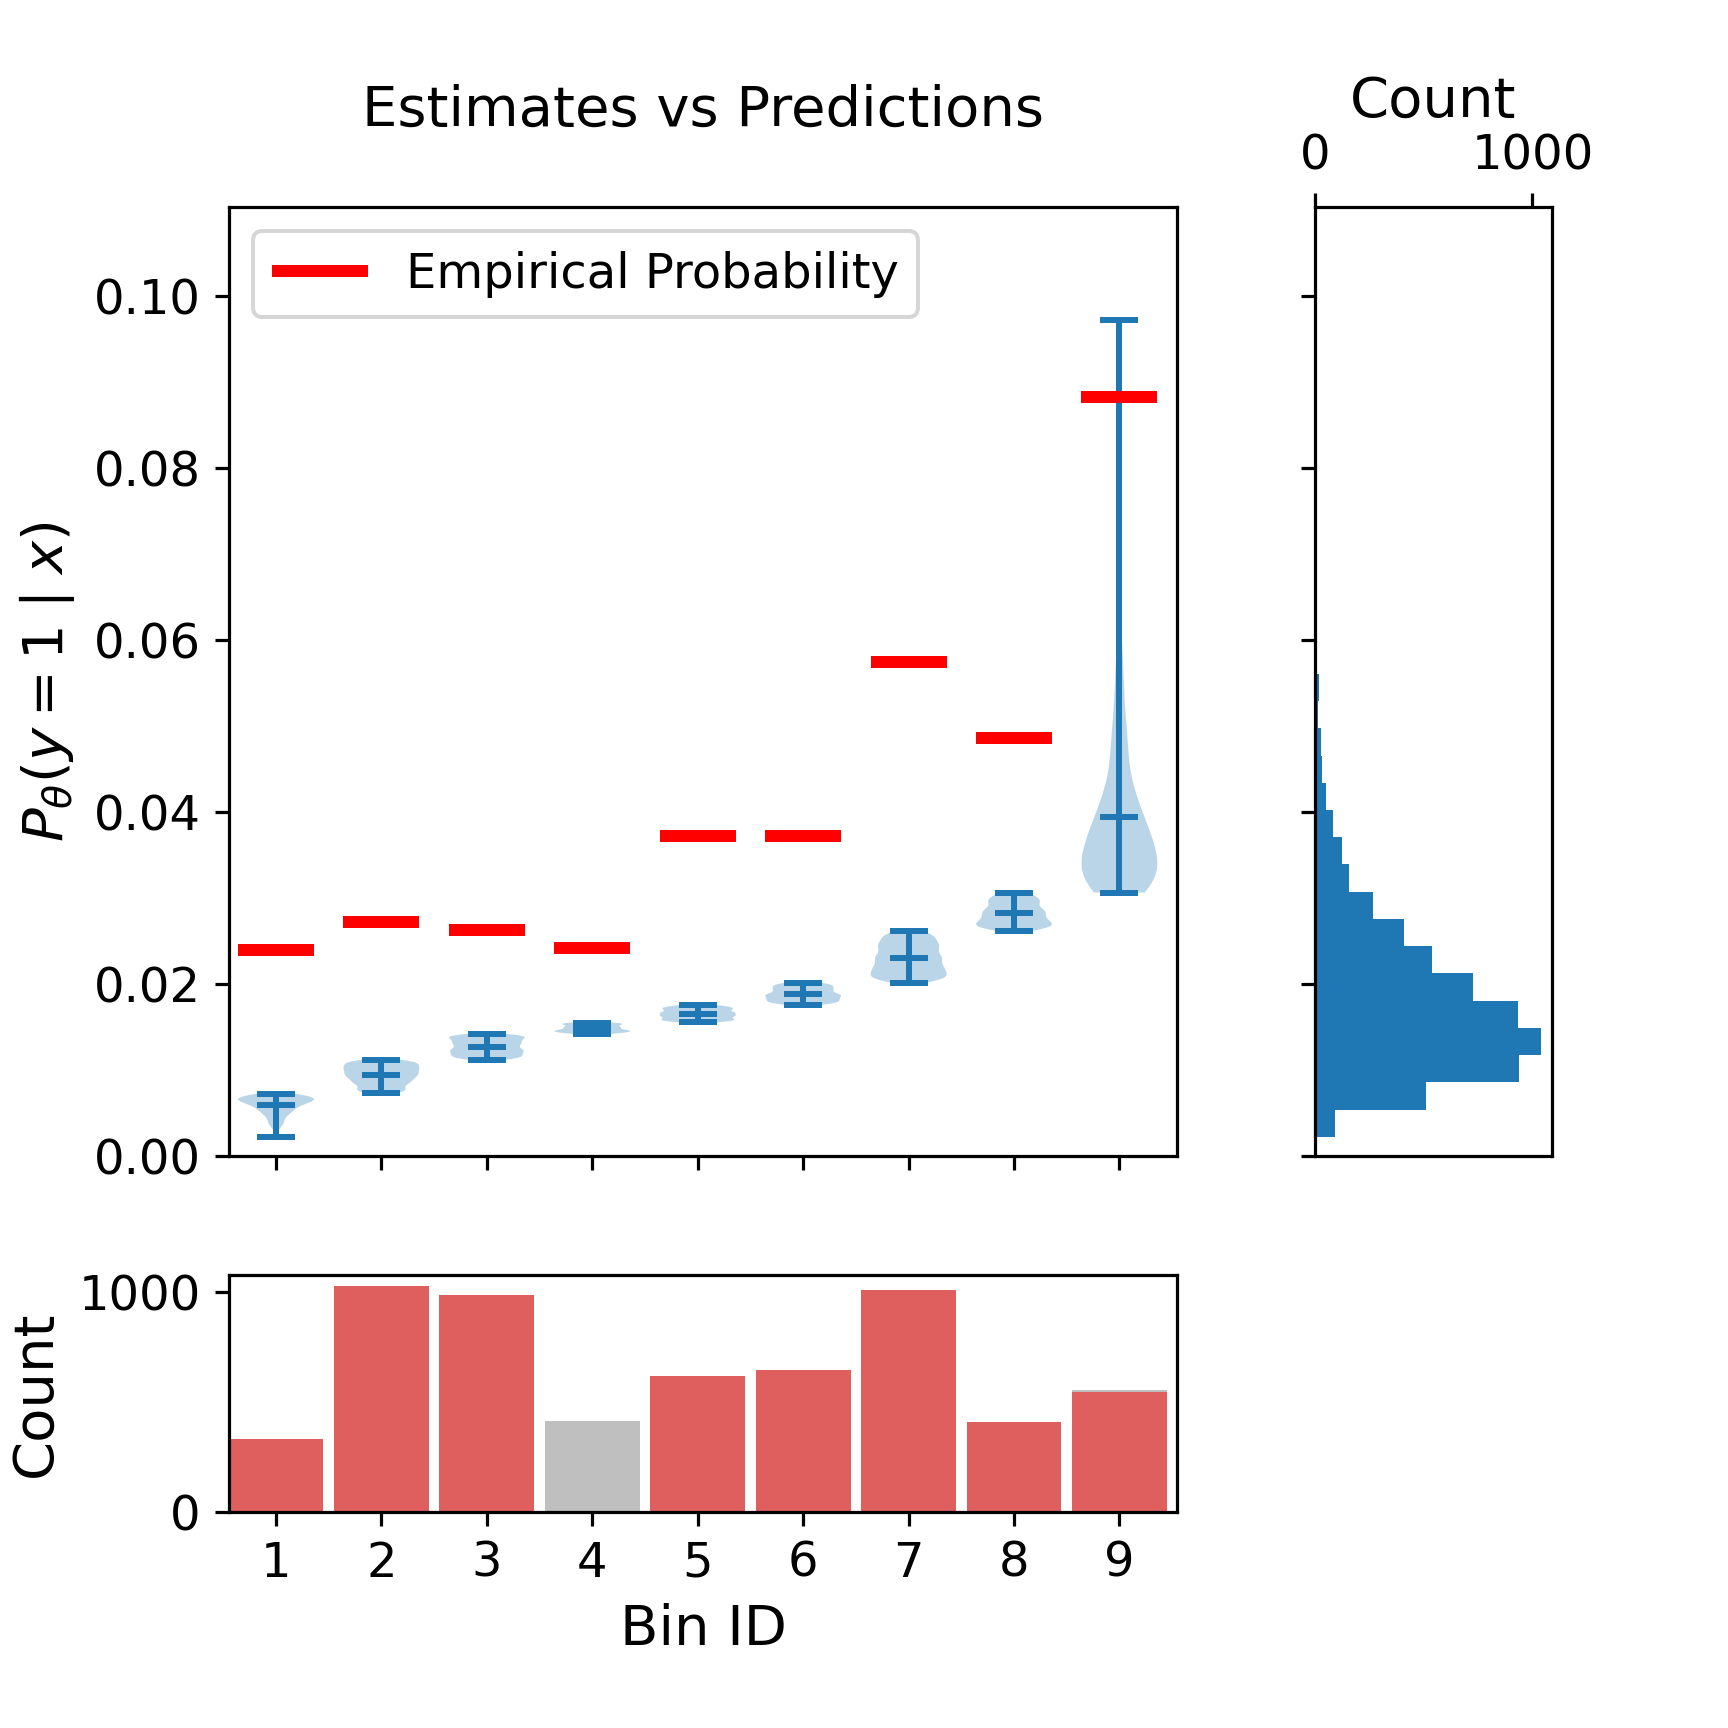 Estimates vs Predictions
Count
0 1000
Empirical Probability
0.10
0.08
0.06
0.04
0.02
0.00
P_θ(y = 1 | x)
1000
0
Count
1 2 3 4 5 6 7 8 9
Bin ID